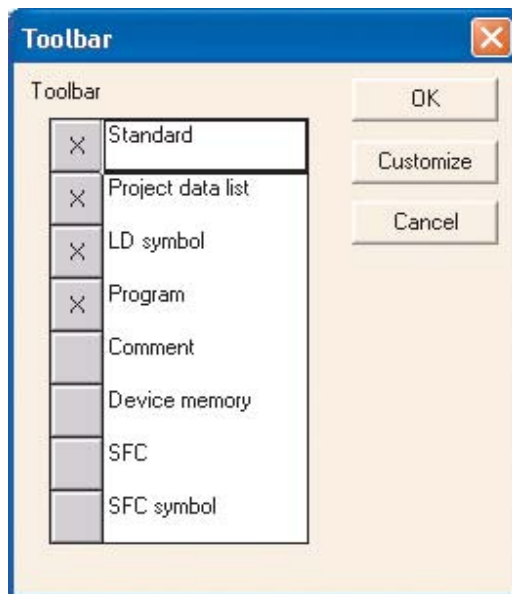 Toolbar
Toolbar
OK
Customize
Cancel
X Standard
X Project data list
X LD symbol
X Program
Comment
Device memory
SFC
SFC symbol